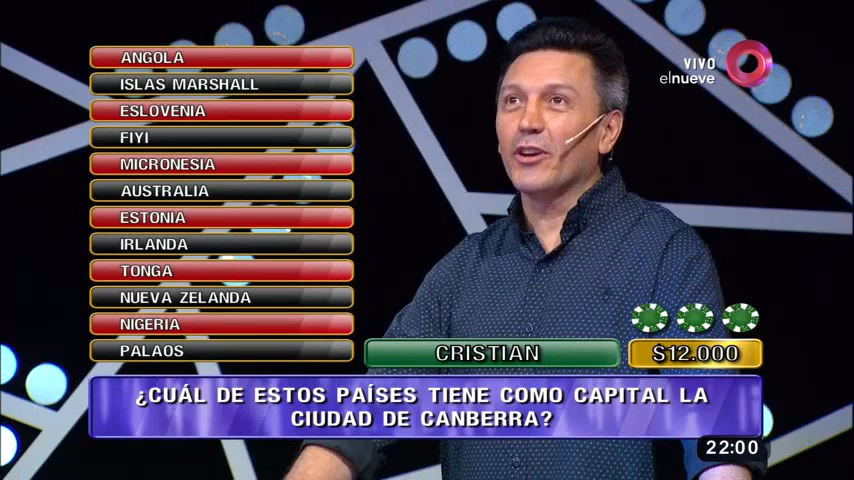 VIVO
elnueve
ANGOLA
ISLAS MARSHALL
ESLOVENIA
FIYI
MICRONESIA
AUSTRALIA
ESTONIA
IRLANDA
TONGA
NUEVA ZELANDA
NIGERIA
PALAOS
CRISTIAN
$12.000
¿CUÁL DE ESTOS PAÍSES TIENE COMO CAPITAL LA
CIUDAD DE CANBERRA?
22:00